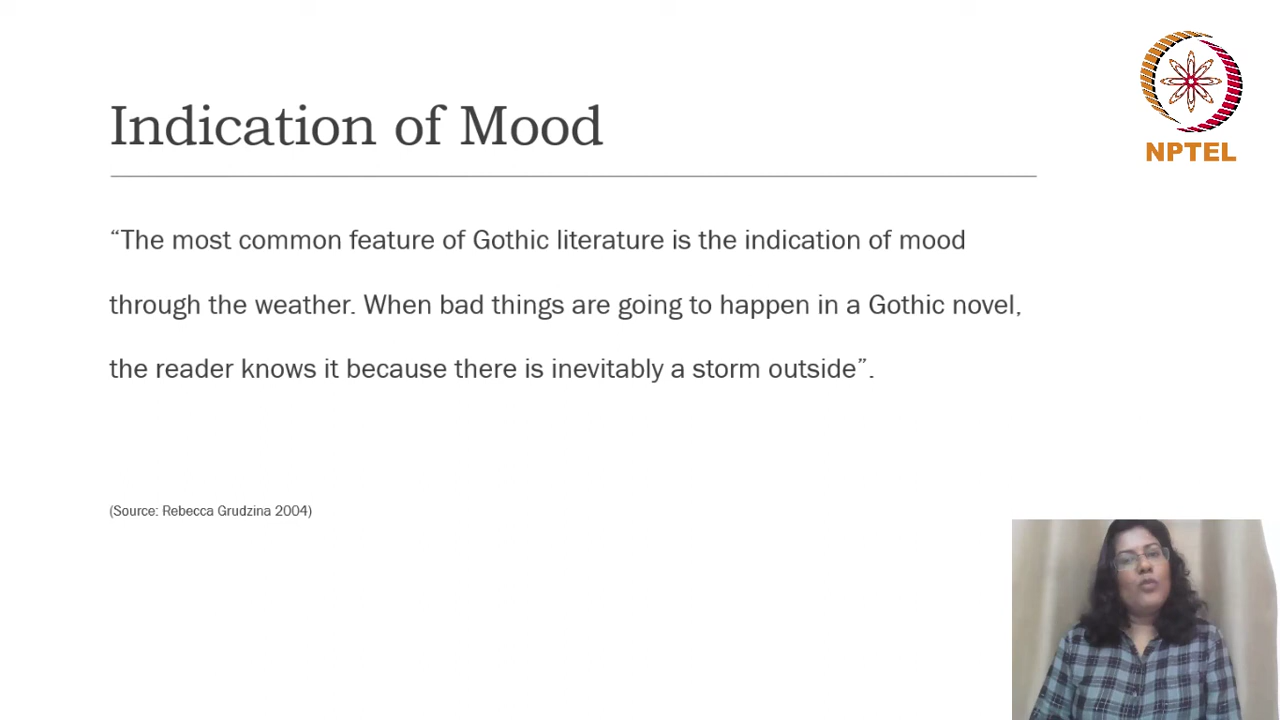 Indication of Mood
NPTEL
“The most common feature of Gothic literature is the indication of mood
through the weather. When bad things are going to happen in a Gothic novel,
the reader knows it because there is inevitably a storm outside”.
(Source: Rebecca Grudzina 2004)